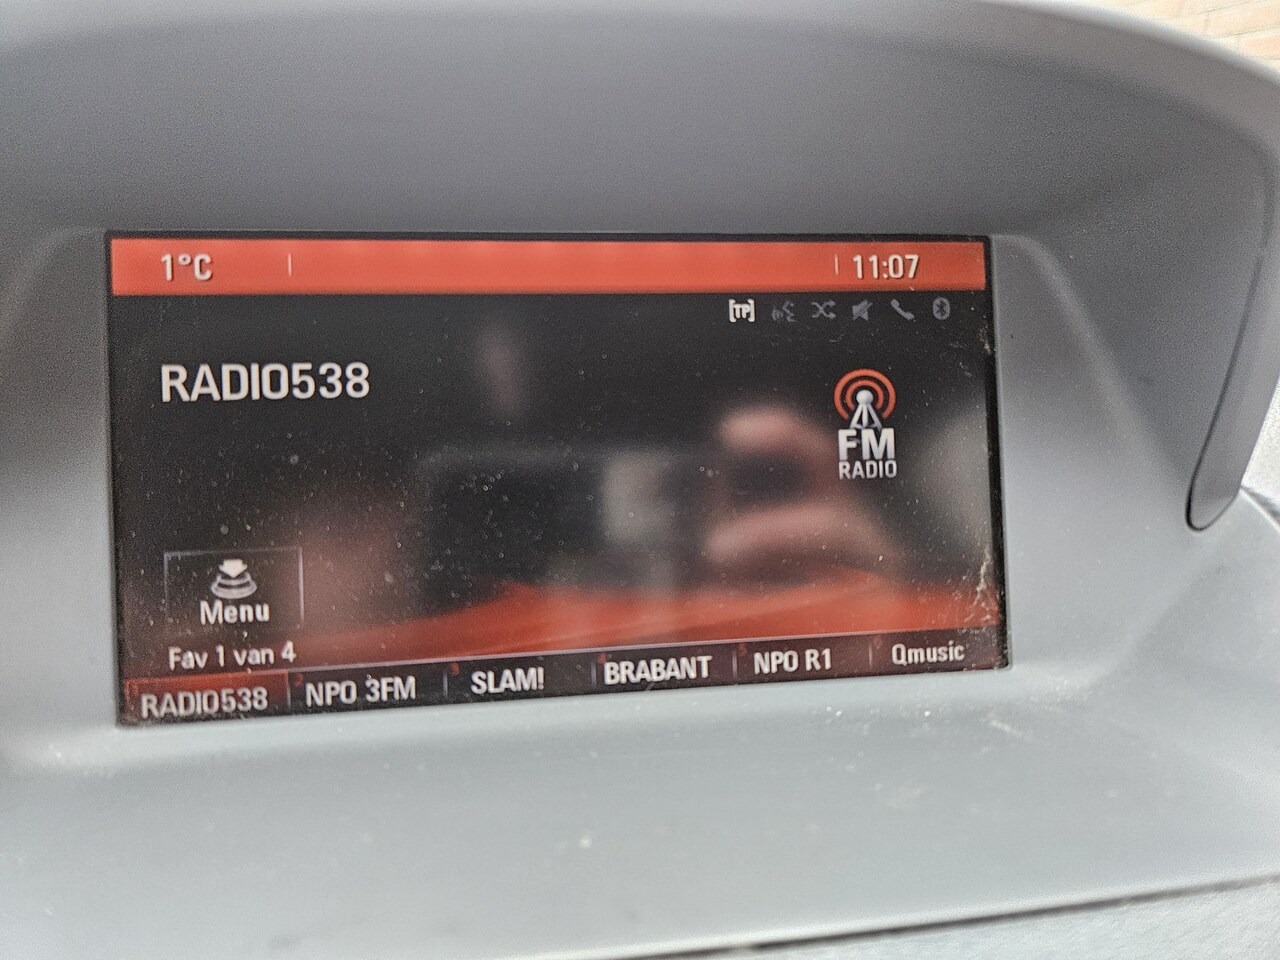 1°C 11:07
[TP]
RADIO538
FM
RADIO
Menu
Fav 1 van 4
RADIO538 NPO 3FM SLAM! BRABANT NPO R1 Qmusic